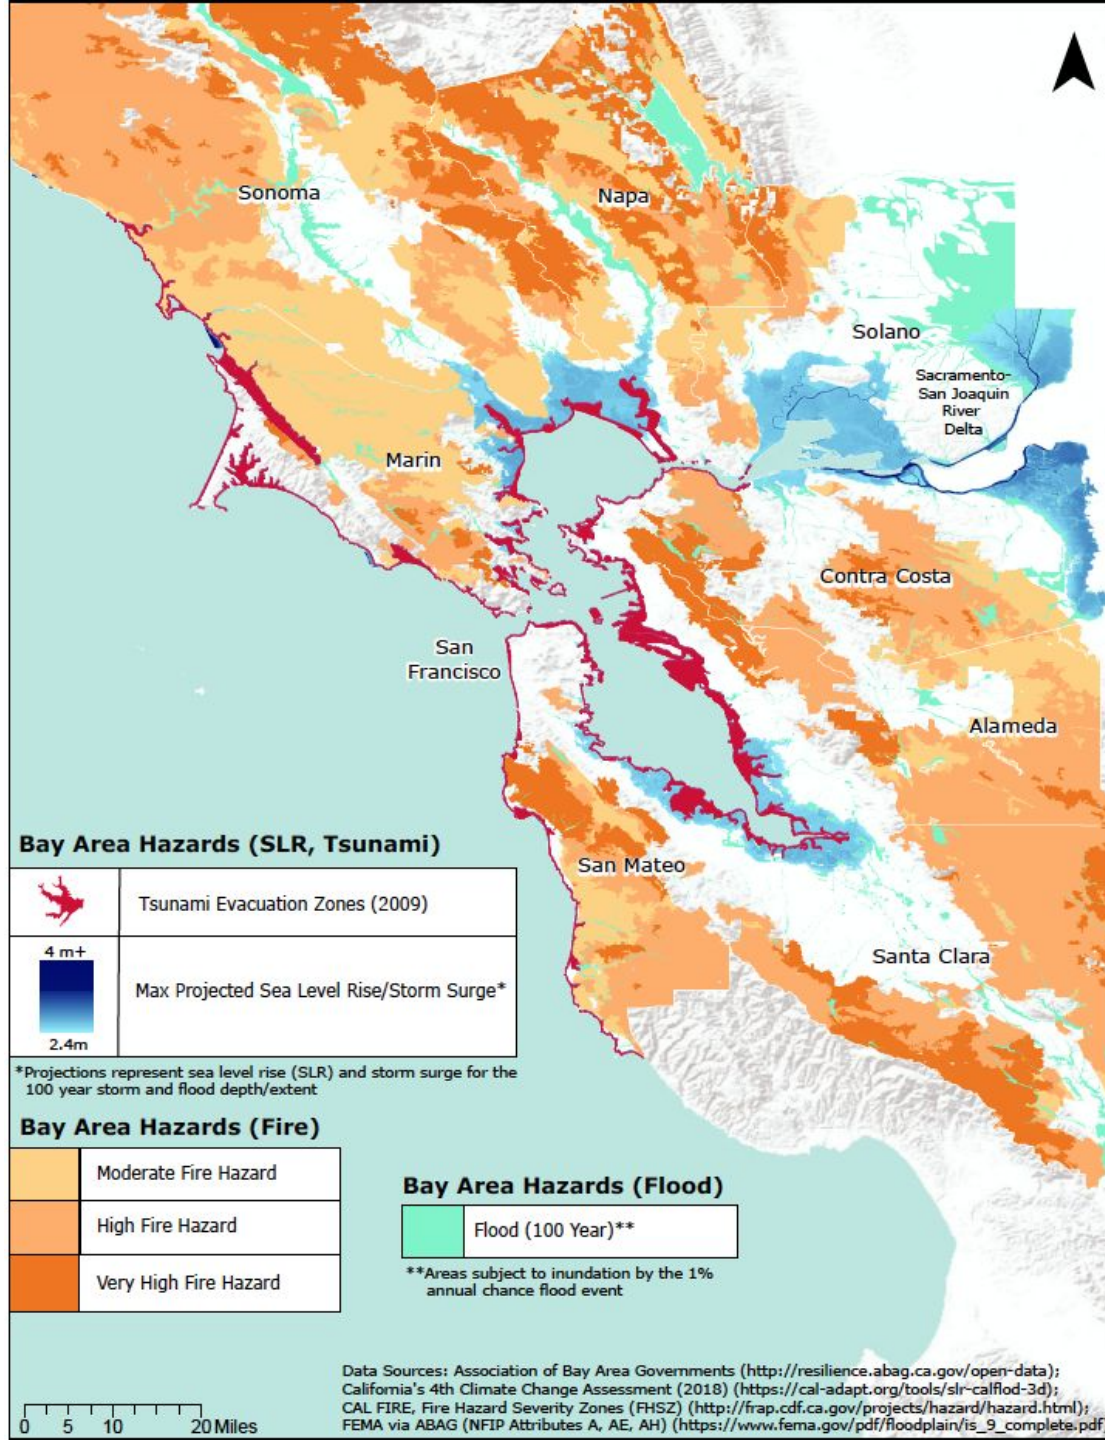 Sonoma
Napa
Solano
Sacramento-
San Joaquin
River
Delta
Marin
Contra Costa
San
Francisco
Alameda
San Mateo
Santa Clara
Bay Area Hazards (SLR, Tsunami)
Tsunami Evacuation Zones (2009)
4 m+
Max Projected Sea Level Rise/Storm Surge*
2.4m
*Projections represent sea level rise (SLR) and storm surge for the
100 year storm and flood depth/extent
Bay Area Hazards (Fire)
Moderate Fire Hazard
High Fire Hazard
Very High Fire Hazard
Bay Area Hazards (Flood)
Flood (100 Year)**
**Areas subject to inundation by the 1%
annual chance flood event
0 5 10 20 Miles
Data Sources: Association of Bay Area Governments (http://resilience.abag.ca.gov/open-data);
California's 4th Climate Change Assessment (2018) (https://cal-adapt.org/tools/slr-calflod-3d);
CAL FIRE, Fire Hazard Severity Zones (FHSZ) (http://frap.cdf.ca.gov/projects/hazard/hazard.html);
FEMA via ABAG (NFIP Attributes A, AE, AH) (https://www.fema.gov/pdf/floodplain/is_9_complete.pdf)